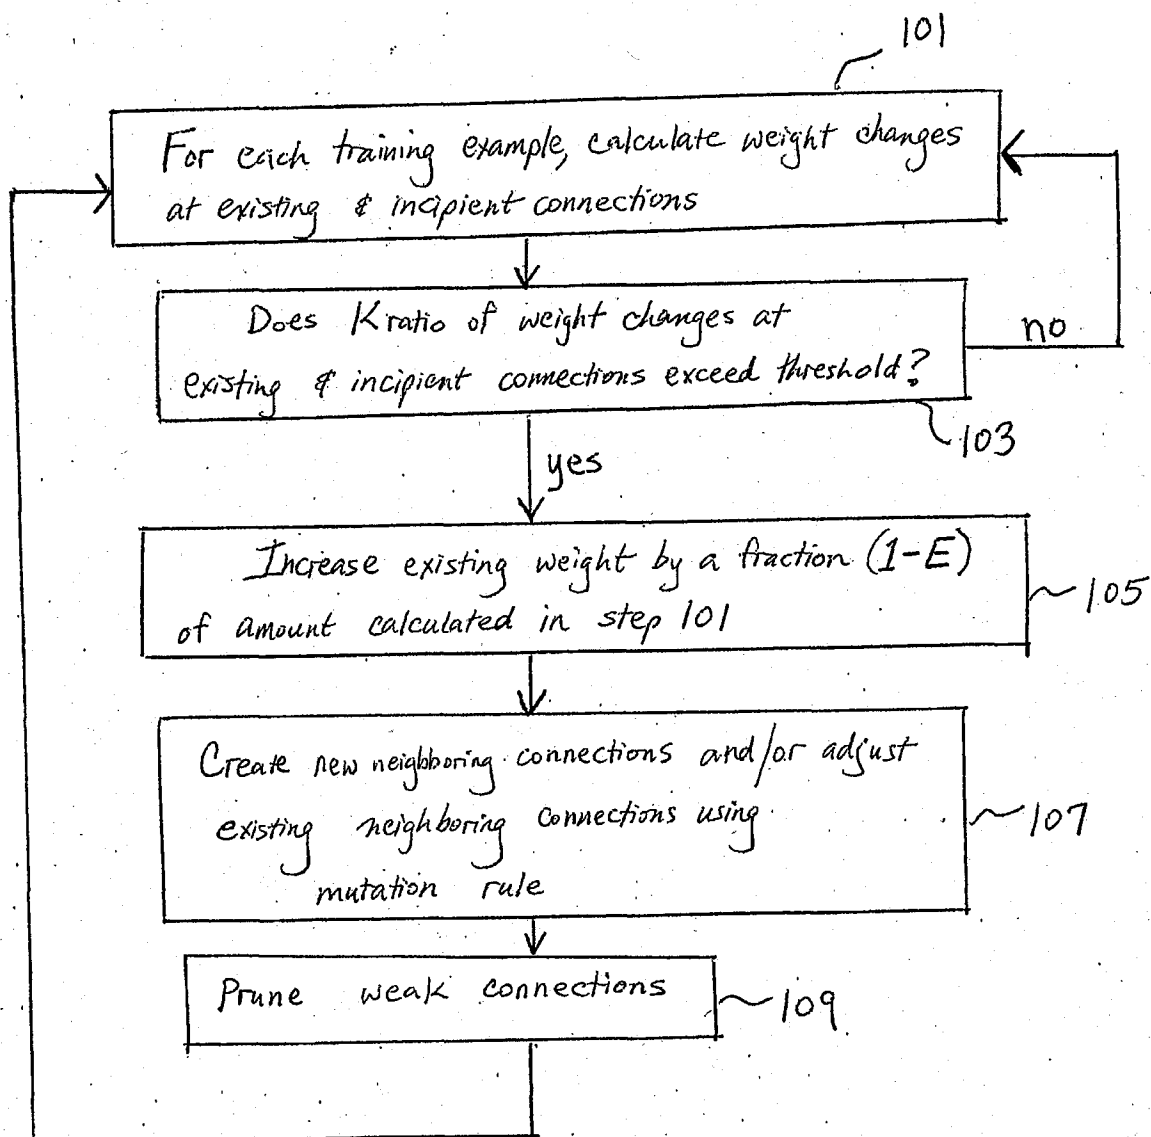 101
For each training example, calculate weight changes
at existing & incipient connections
Does K ratio of weight changes at
existing & incipient connections exceed threshold?
no
103
yes
Increase existing weight by a fraction (1-E)
of amount calculated in step 101
105
Create new neighboring connections and/or adjust
existing neighboring connections using
mutation rule
107
Prune weak connections
109